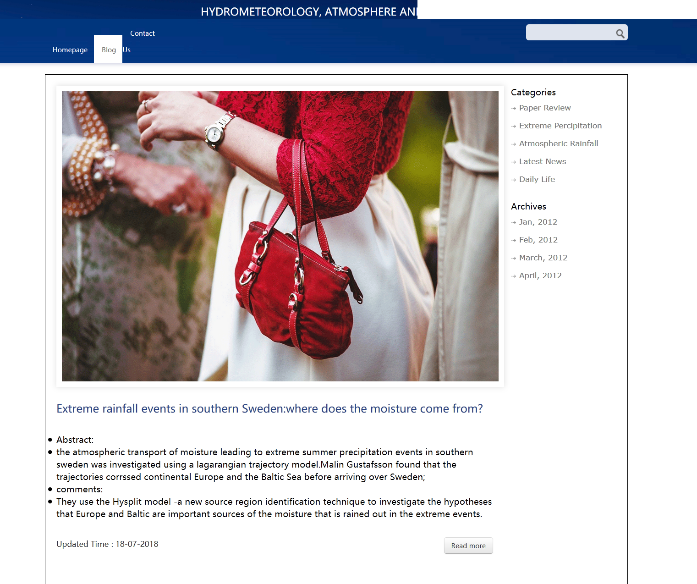 HYDROMETEOROLOGY, ATMOSPHERE AN
Contact
Homepage Blog Us
Categories
Paper Review
Extreme Percipitation
Atmospheric Rainfall
Latest News
Daily Life
Archives
Jan, 2012
Feb, 2012
March, 2012
April, 2012
Extreme rainfall events in southern Sweden:where does the moisture come from?
Abstract:
the atmospheric transport of moisture leading to extreme summer precipitation events in southern
sweden was investigated using a lagarangian trajectory model.Malin Gustafsson found that the
trajectories corrssed continental Europe and the Baltic Sea before arriving over Sweden;
comments:
They use the Hysplit model -a new source region identification technique to investigate the hypotheses
that Europe and Baltic are important sources of the moisture that is rained out in the extreme events.
Updated Time : 18-07-2018
Read more